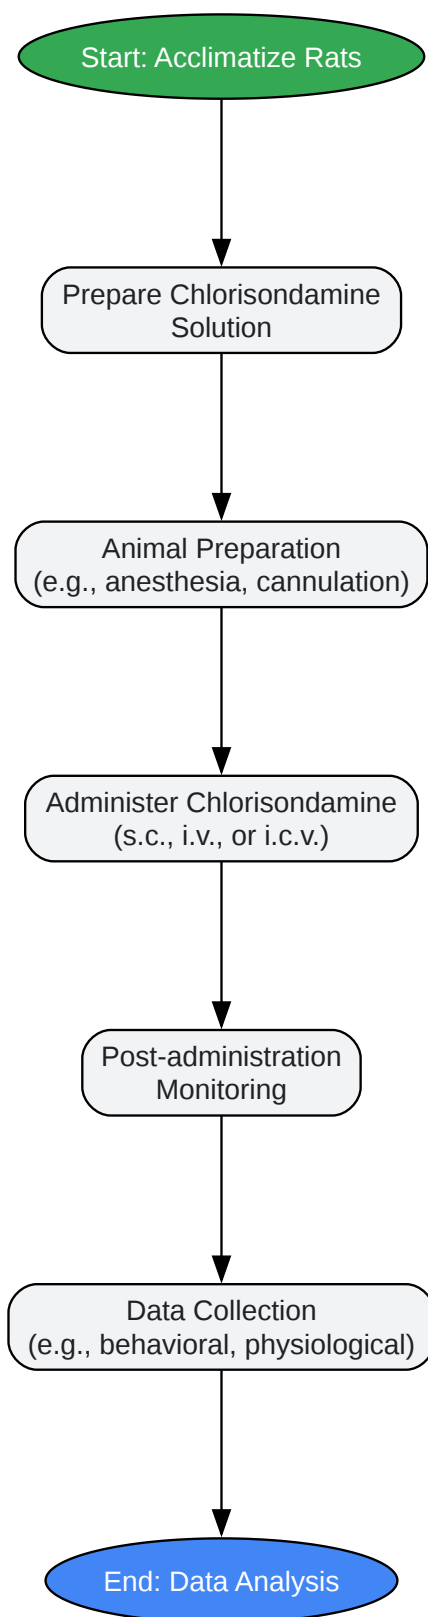 Start: Acclimatize Rats
Prepare Chlorisondamine
Solution
Animal Preparation
(e.g., anesthesia, cannulation)
Administer Chlorisondamine
(s.c., i.v., or i.c.v.)
Post-administration
Monitoring
Data Collection
(e.g., behavioral, physiological)
End: Data Analysis